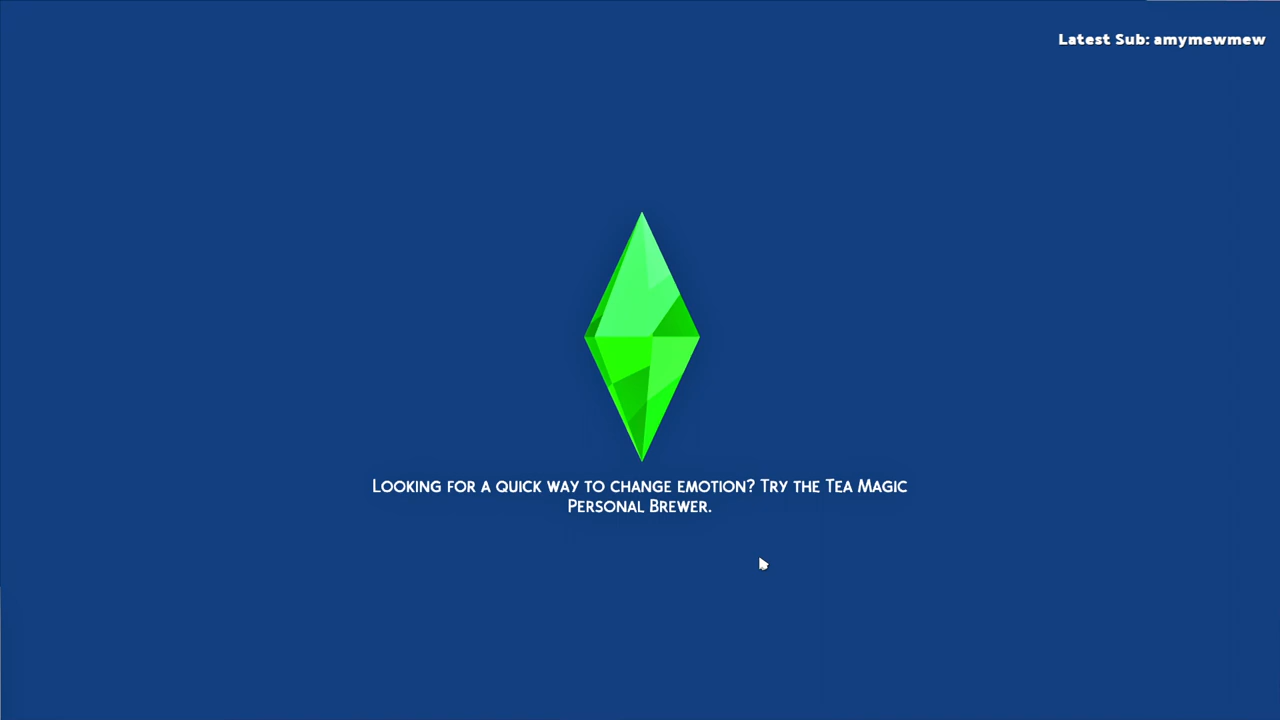 Latest Sub: amymewmew
Looking for a quick way to change emotion? Try the Tea Magic
Personal Brewer.